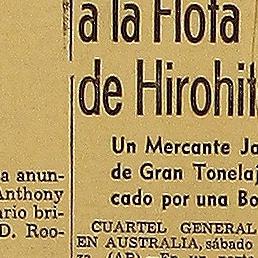 a la Flota
de Hirohit
Un Mercante Ja
de Gran Tonelaj
cado por una Bo
CUARTEL GENERAL
EN AUSTRALIA, sábado
(AP).
a anun-
Anthony
ario bri-
D. Roo-